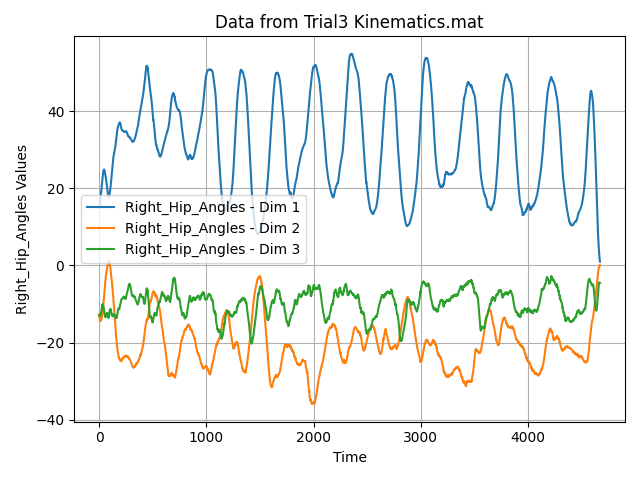 Data from Trial3 Kinematics.mat
Right_Hip_Angles Values
40
20
0
−20
−40
Right_Hip_Angles - Dim 1
Right_Hip_Angles - Dim 2
Right_Hip_Angles - Dim 3
0 1000 2000 3000 4000
Time